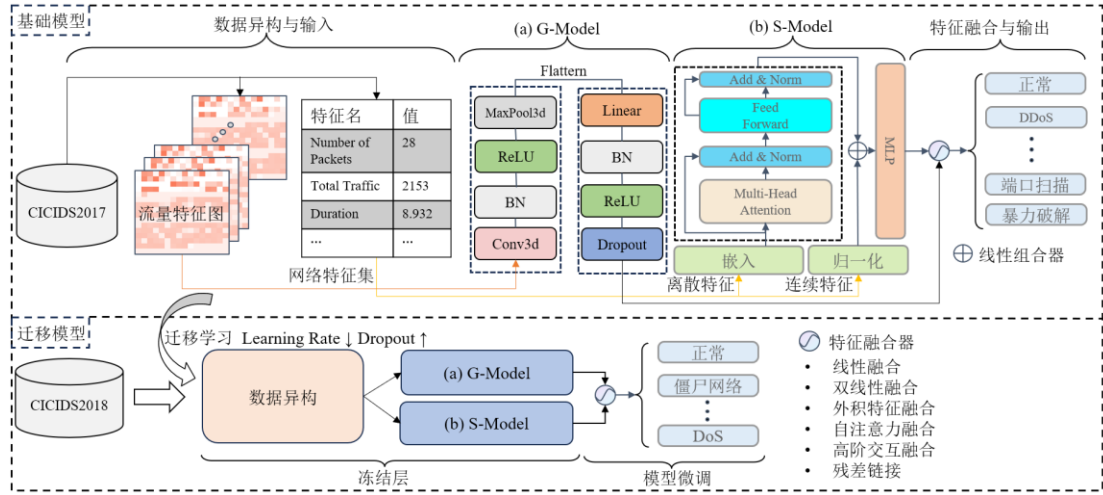 基础模型
数据异构与输入
(a) G-Model
(b) S-Model
特征融合与输出
CICIDS2017
流量特征图
特征名 值
Number of Packets 28
Total Traffic 2153
Duration 8.932
... ...
网络特征集
Flattern
MaxPool3d
ReLU
BN
Conv3d
Linear
BN
ReLU
Dropout
Add & Norm
Feed
Forward
Add & Norm
Multi-Head
Attention
嵌入
归一化
离散特征
连续特征
MLP
正常
DDoS
端口扫描
暴力破解
线性组合器
迁移模型
迁移学习 Learning Rate ↓ Dropout ↑
CICIDS2018
数据异构
(a) G-Model
(b) S-Model
冻结层
模型微调
正常
僵尸网络
DoS
特征融合器
• 线性融合
• 双线性融合
• 外积特征融合
• 自注意力融合
• 高阶交互融合
• 残差链接